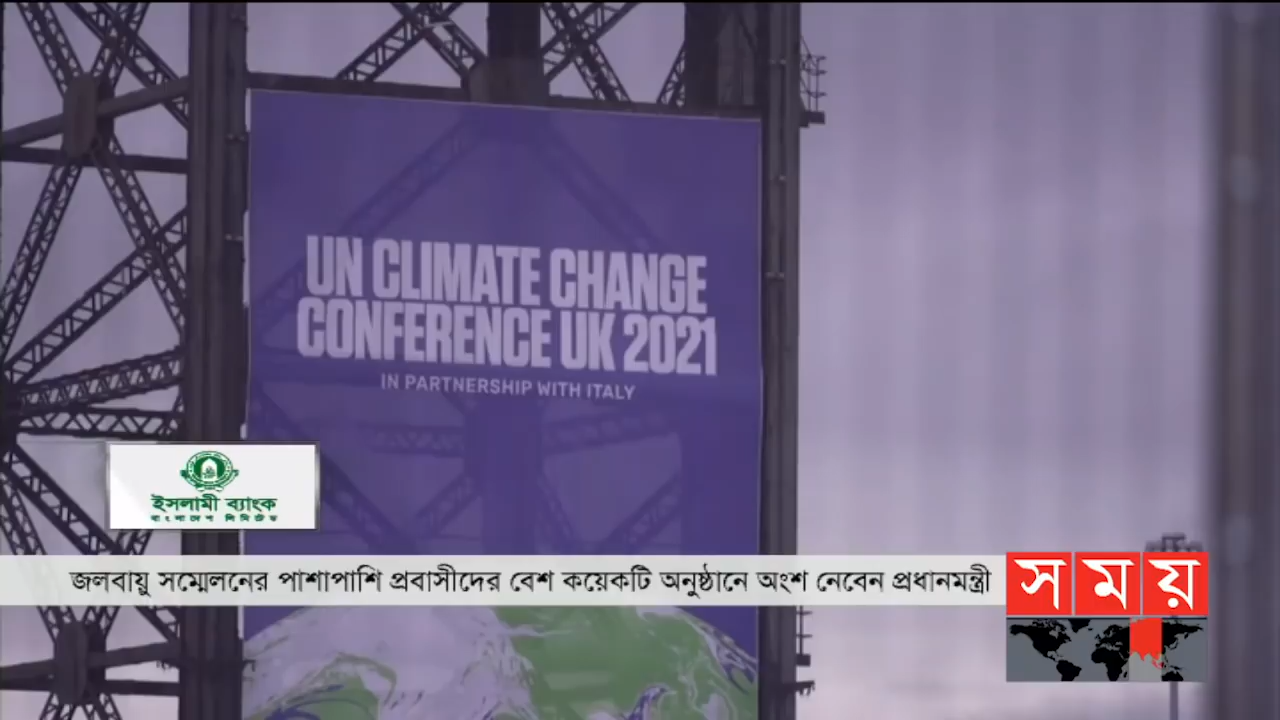 UN CLIMATE CHANGE
CONFERENCE UK 2021
IN PARTNERSHIP WITH ITALY
ইসলামী ব্যাংক
বাংলাদেশ লিমিটেড
জলবায়ু সম্মেলনের পাশাপাশি প্রবাসীদের বেশ কয়েকটি অনুষ্ঠানে অংশ নেবেন প্রধানমন্ত্রী
সময়